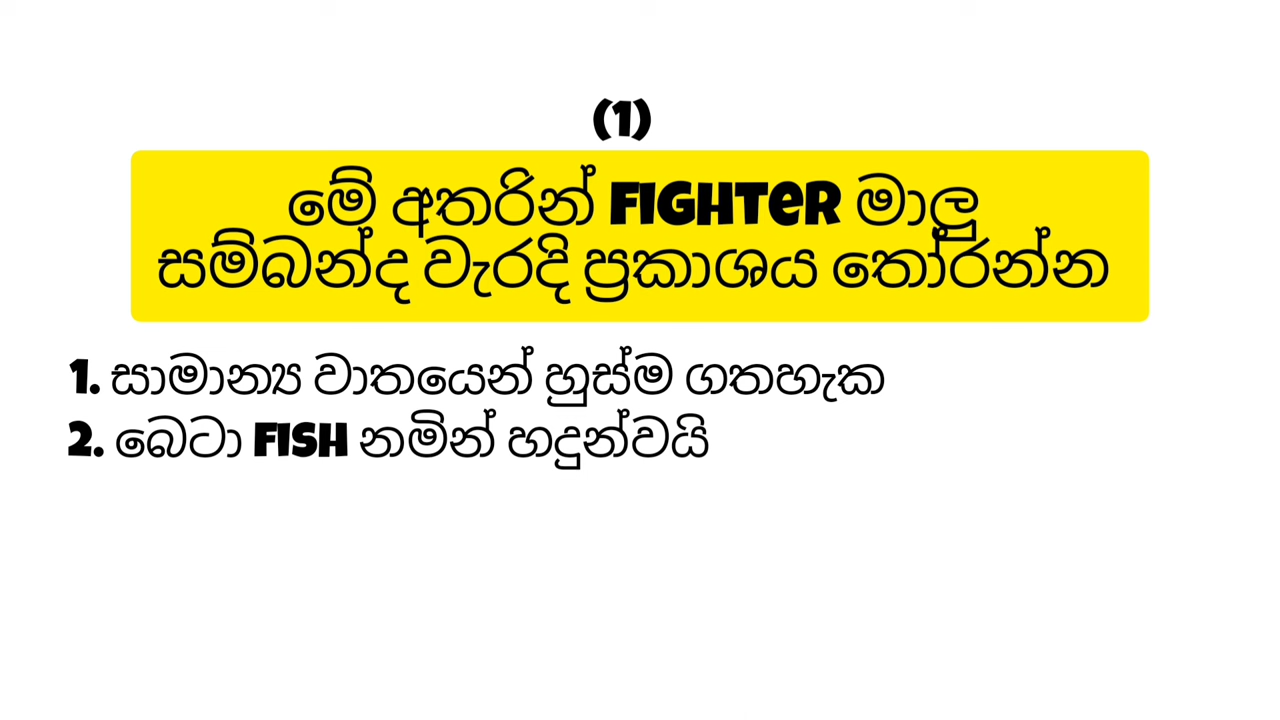 (1)
මේ අතරින් FIGHTER මාලු
සම්බන්ද වැරදි ප්‍රකාශය තෝරන්න
1. සාමාන්‍ය වාතයෙන් හුස්ම ගතහැක
2. බෙටා FISH නමින් හදුන්වයි